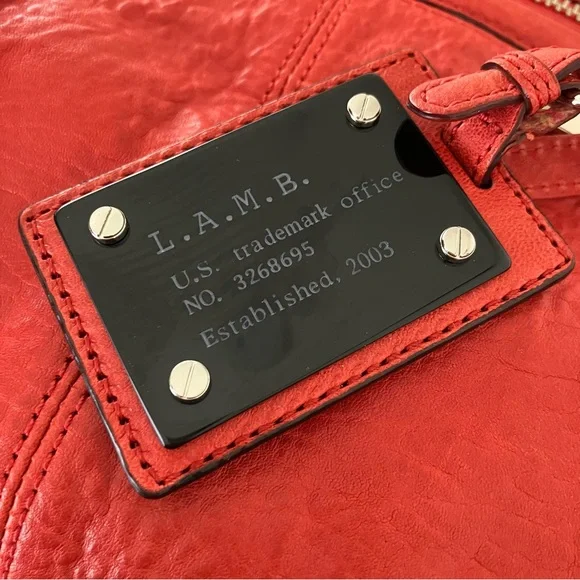 L.A.M.B.
U.S. trademark office
NO. 3268695
Established, 2003